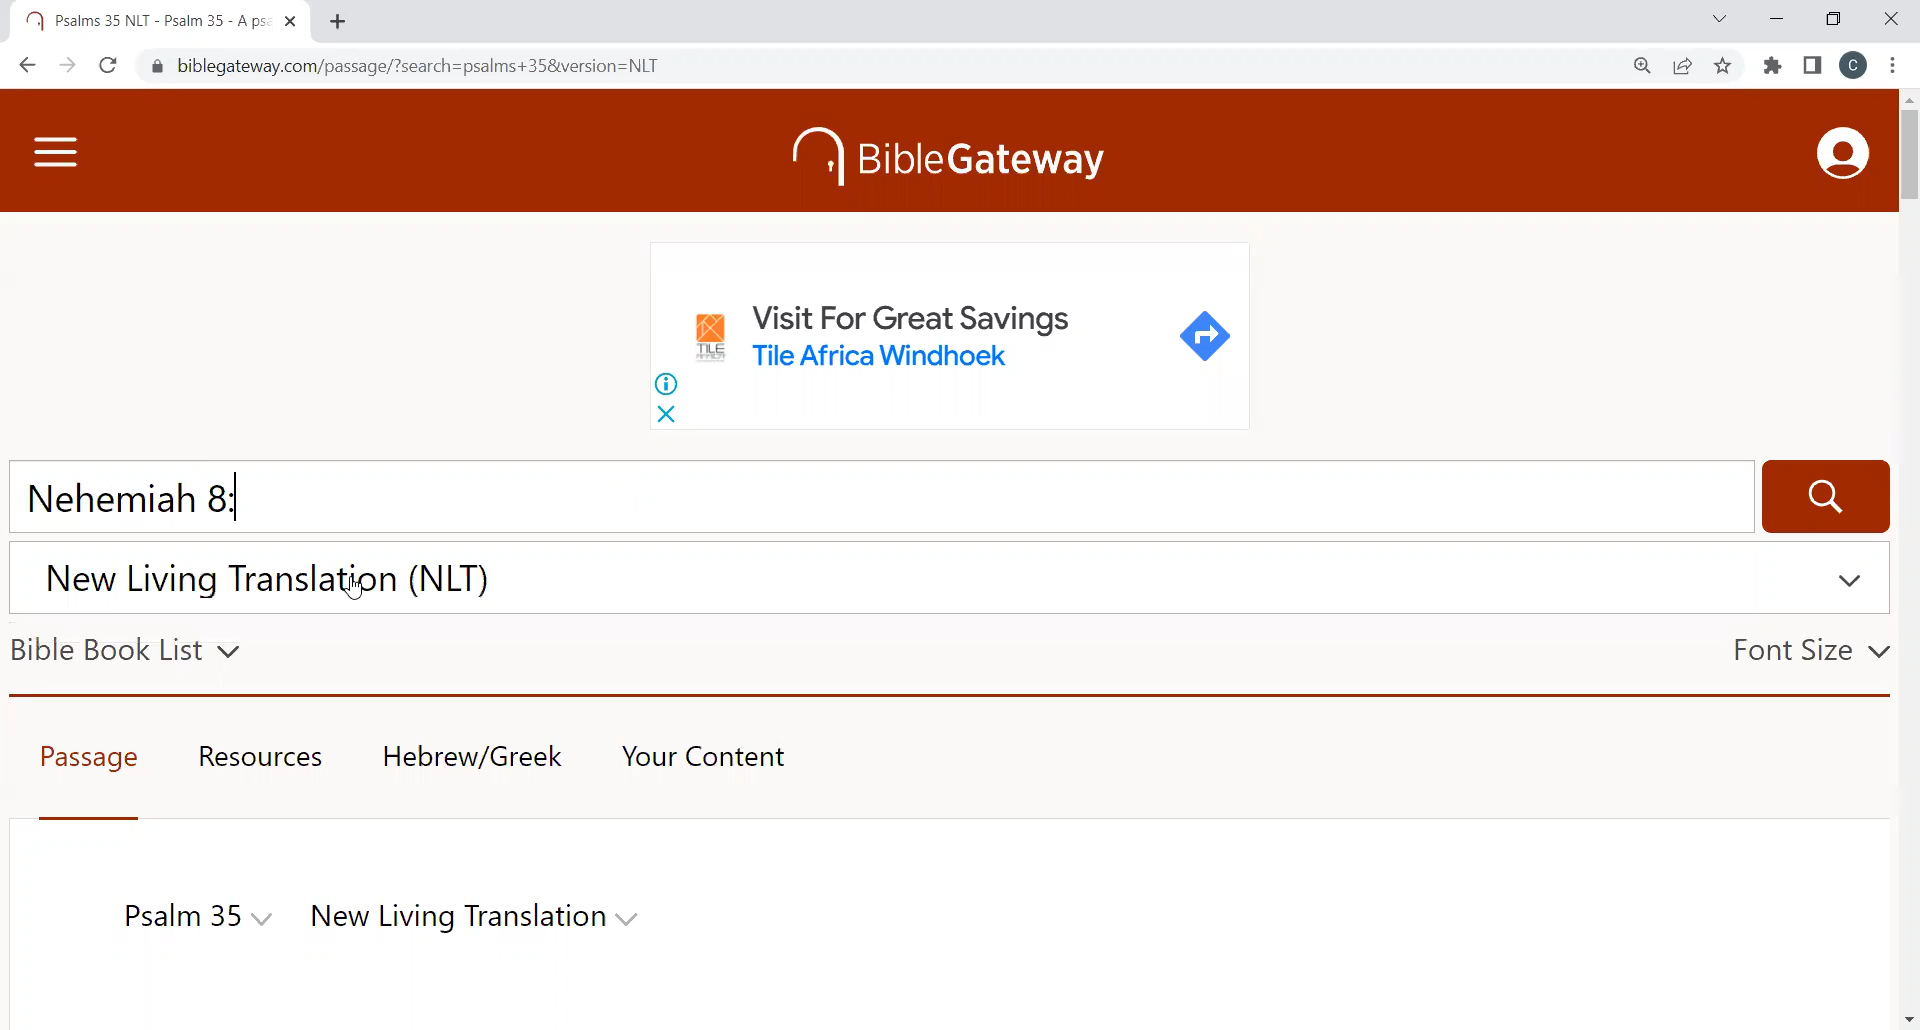 Psalms 35 NLT - Psalm 35 - A psa
biblegateway.com/passage/?search=psalms+35&version=NLT
C
BibleGateway
Visit For Great Savings
Tile Africa Windhoek
TILE
Nehemiah 8:
New Living Translation (NLT)
Bible Book List
Font Size
Passage Resources Hebrew/Greek Your Content
Psalm 35 New Living Translation